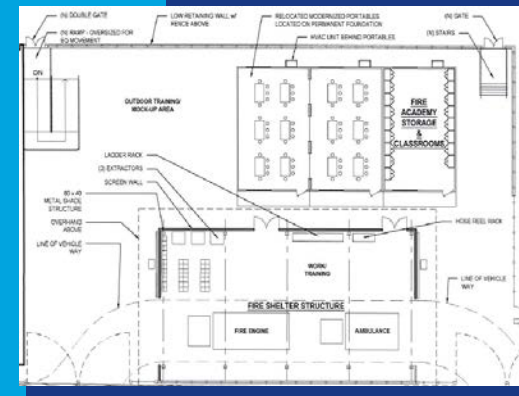 (N) DOUBLE GATE
(N) RAMP - OVERSIZED FOR
EQ MOVEMENT
LOW RETAINING WALL w/
FENCE ABOVE
RELOCATED MODERNIZED PORTABLES
LOCATED ON PERMANENT FOUNDATION
HVAC UNIT BEHIND PORTABLES
(N) GATE
(N) STAIRS
DN
OUTDOOR TRAINING
MOCK-UP AREA
FIRE
ACADEMY
STORAGE
&
CLASSROOMS
LADDER RACK
(3) EXTRACTORS
SCREEN WALL
METAL SHADE
STRUCTURE
OVERHANG
ABOVE
LINE OF VEHICLE
WAY
HOSE REEL RACK
WORK/
TRAINING
LINE OF VEHICLE
WAY
FIRE SHELTER STRUCTURE
FIRE ENGINE
AMBULANCE